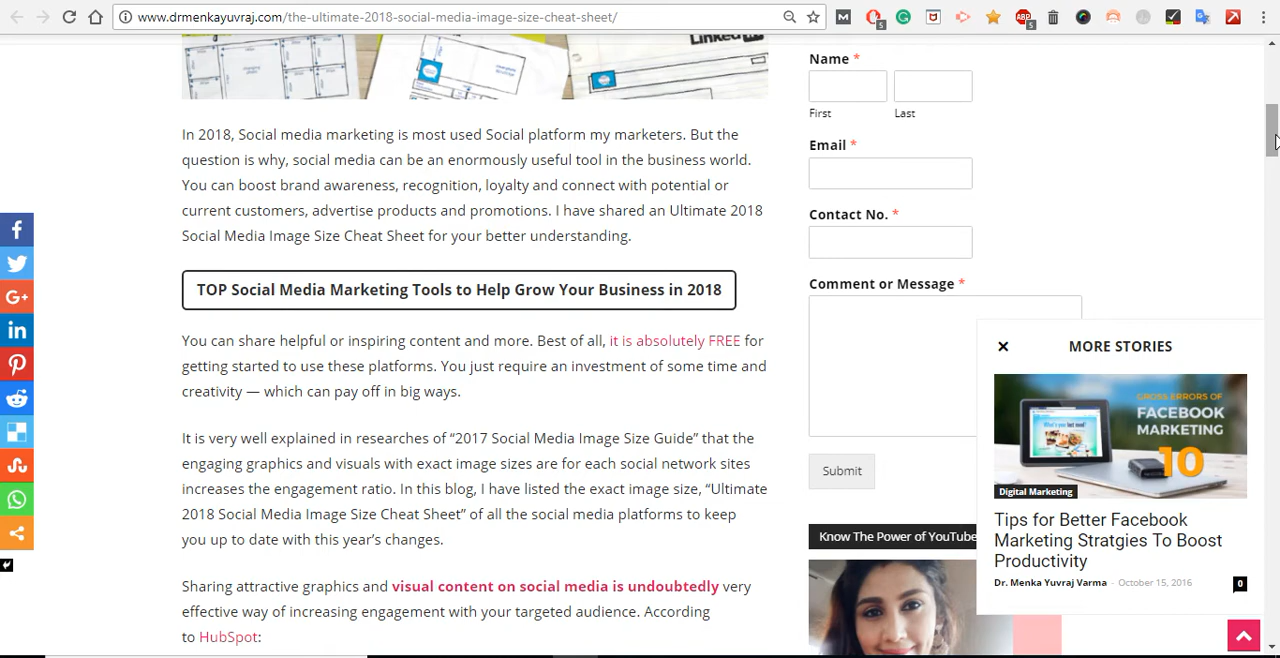 www.drmenkayuvraj.com/the-ultimate-2018-social-media-image-size-cheat-sheet/
5
5
In 2018, Social media marketing is most used Social platform my marketers. But the
question is why, social media can be an enormously useful tool in the business world.
You can boost brand awareness, recognition, loyalty and connect with potential or
current customers, advertise products and promotions. I have shared an Ultimate 2018
Social Media Image Size Cheat Sheet for your better understanding.
TOP Social Media Marketing Tools to Help Grow Your Business in 2018
You can share helpful or inspiring content and more. Best of all, it is absolutely FREE for
getting started to use these platforms. You just require an investment of some time and
creativity — which can pay off in big ways.
It is very well explained in researches of “2017 Social Media Image Size Guide” that the
engaging graphics and visuals with exact image sizes are for each social network sites
increases the engagement ratio. In this blog, I have listed the exact image size, “Ultimate
2018 Social Media Image Size Cheat Sheet” of all the social media platforms to keep
you up to date with this year’s changes.
Sharing attractive graphics and visual content on social media is undoubtedly very
effective way of increasing engagement with your targeted audience. According
to HubSpot:
Name *
First Last
Email *
Contact No. *
Comment or Message *
Submit
Know The Power of YouTube
MORE STORIES
GROSS ERRORS OF
FACEBOOK
MARKETING
10
Digital Marketing
Tips for Better Facebook
Marketing Stratgies To Boost
Productivity
Dr. Menka Yuvraj Varma - October 15, 2016 0